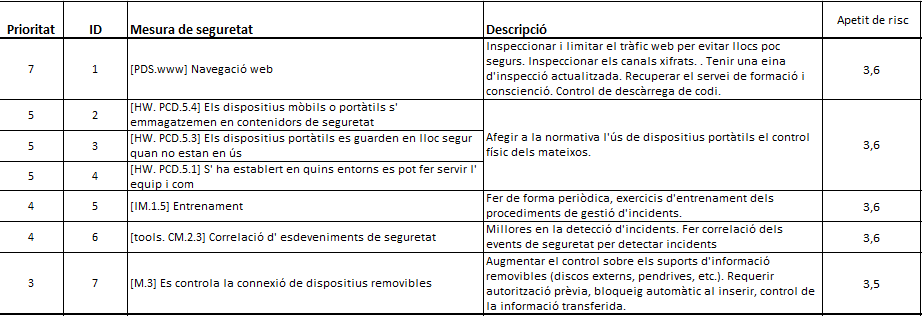 Prioritat ID Mesura de seguretat Descripció Apetit de risc
7 1 [PDS.www] Navegació web Inspeccionar i limitar el tràfic web per evitar llocs poc
segurs. Inspeccionar els canals xifrats. . Tenir una eina
d'inspecció actualitzada. Recuperar el servei de formació i
conscienció. Control de descàrrega de codi.
3,6
5 2 [HW. PCD.5.4] Els dispositius mòbils o portàtils s'
emmagatzemen en contenidors de seguretat
5 3 [HW. PCD.5.3] Els dispositius portàtils es guarden en lloc segur
quan no estan en ús
5 4 [HW. PCD.5.1] S' ha establert en quins entorns es pot fer servir l'
equip i com
Afegir a la normativa l'ús de dispositius portàtils el control
físic dels mateixos.
3,6
4 5 [IM.1.5] Entrenament Fer de forma periòdica, exercicis d'entrenament dels
procediments de gestió d'incidents.
3,6
4 6 [tools. CM.2.3] Correlació d' esdeveniments de seguretat Millores en la detecció d'incidents. Fer correlació dels
events de seguretat per detectar incidents
3,6
3 7 [M.3] Es controla la connexió de dispositius removibles Augmentar el control sobre els suports d'informació
removibles (discos externs, pendrives, etc.). Requerir
autorització prèvia, bloqueig automàtic al inserir, control de
la informació transferida.
3,5